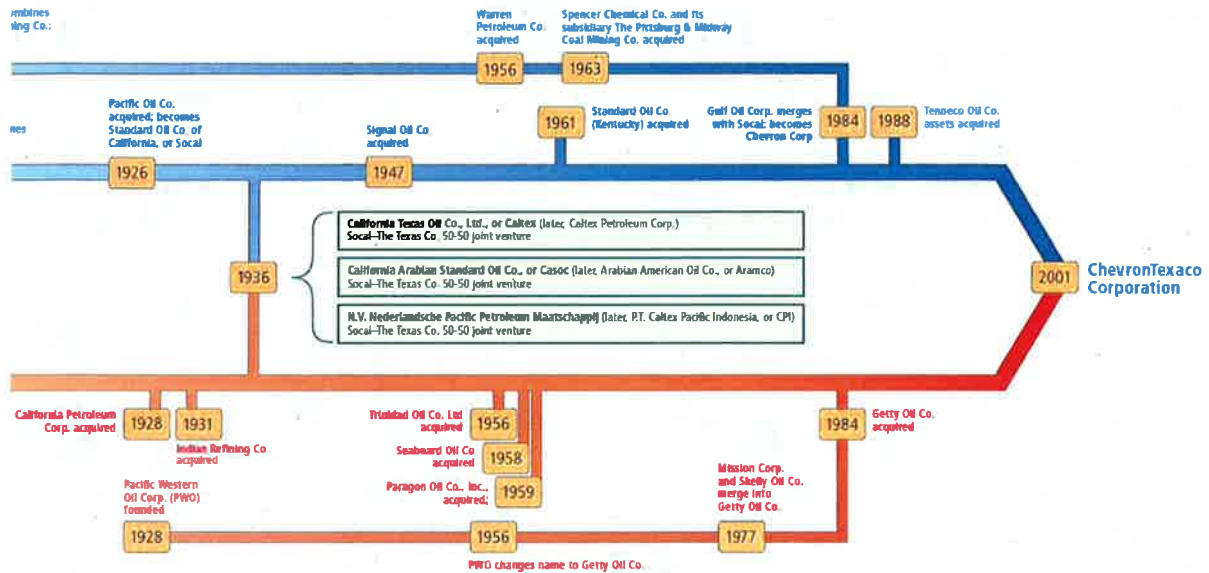 ombines
ing Co.;
Warren
Petroleum Co.
acquired
Spencer Chemical Co. and its
subsidiary The Pittsburg & Midway
Coal Mining Co. acquired
1956
1963
nes
Pacific Oil Co.
acquired; becomes
Standard Oil Co. of
California, or Socal
1926
Signal Oil Co.
acquired
1947
1961
Standard Oil Co.
(Kentucky) acquired
Gulf Oil Corp. merges
with Socal; becomes
Chevron Corp
1984
1988
Tenneco Oil Co.
assets acquired
1936
California Texas Oil Co., Ltd., or Caltex (later, Caltex Petroleum Corp.)
Socal–The Texas Co. 50-50 joint venture
California Arabian Standard Oil Co., or Casoc (later, Arabian American Oil Co., or Aramco)
Socal–The Texas Co. 50-50 joint venture
N.V. Nederlandsche Pacific Petroleum Maatschappij (later, P.T. Caltex Pacific Indonesia, or CPI)
Socal–The Texas Co. 50-50 joint venture
2001
ChevronTexaco
Corporation
California Petroleum
Corp. acquired
1928
1931
Indian Refining Co.
acquired
Trinidad Oil Co. Ltd
acquired
1956
Seaboard Oil Co
acquired
1958
Paragon Oil Co., Inc.,
acquired;
1959
1984
Getty Oil Co.
acquired
Pacific Western
Oil Corp. (PWO)
founded
1928
1956
PWO changes name to Getty Oil Co.
Mission Corp.
and Skelly Oil Co.
merge into
Getty Oil Co.
1977